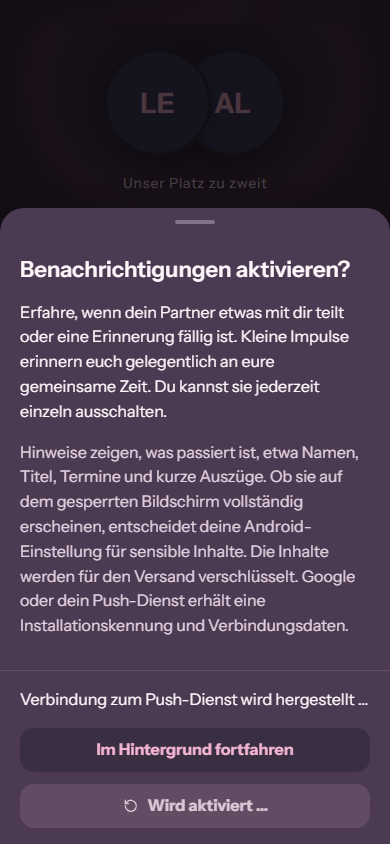 LE AL
Unser Platz zu zweit
Benachrichtigungen aktivieren?
Erfahre, wenn dein Partner etwas mit dir teilt
oder eine Erinnerung fällig ist. Kleine Impulse
erinnern euch gelegentlich an eure
gemeinsame Zeit. Du kannst sie jederzeit
einzeln ausschalten.
Hinweise zeigen, was passiert ist, etwa Namen,
Titel, Termine und kurze Auszüge. Ob sie auf
dem gesperrten Bildschirm vollständig
erscheinen, entscheidet deine Android-
Einstellung für sensible Inhalte. Die Inhalte
werden für den Versand verschlüsselt. Google
oder dein Push-Dienst erhält eine
Installationskennung und Verbindungsdaten.
Verbindung zum Push-Dienst wird hergestellt ...
Im Hintergrund fortfahren
Wird aktiviert ...